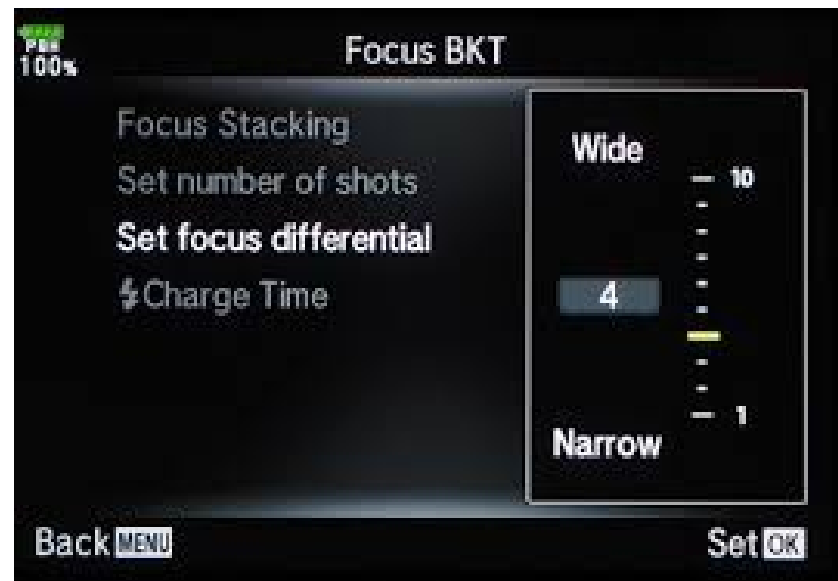 PBH
100%
Focus BKT
Focus Stacking
Set number of shots
Set focus differential
Charge Time
Wide
10
4
1
Narrow
Back MENU
Set OK